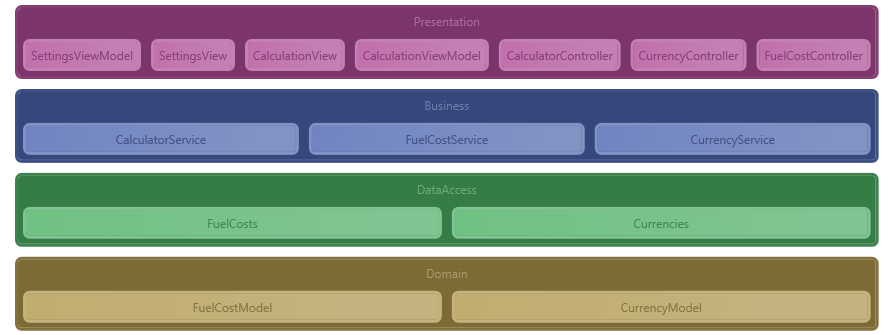 Presentation
SettingsViewModel SettingsView CalculationView CalculationViewModel CalculatorController CurrencyController FuelCostController
Business
CalculatorService FuelCostService CurrencyService
DataAccess
FuelCosts Currencies
Domain
FuelCostModel CurrencyModel